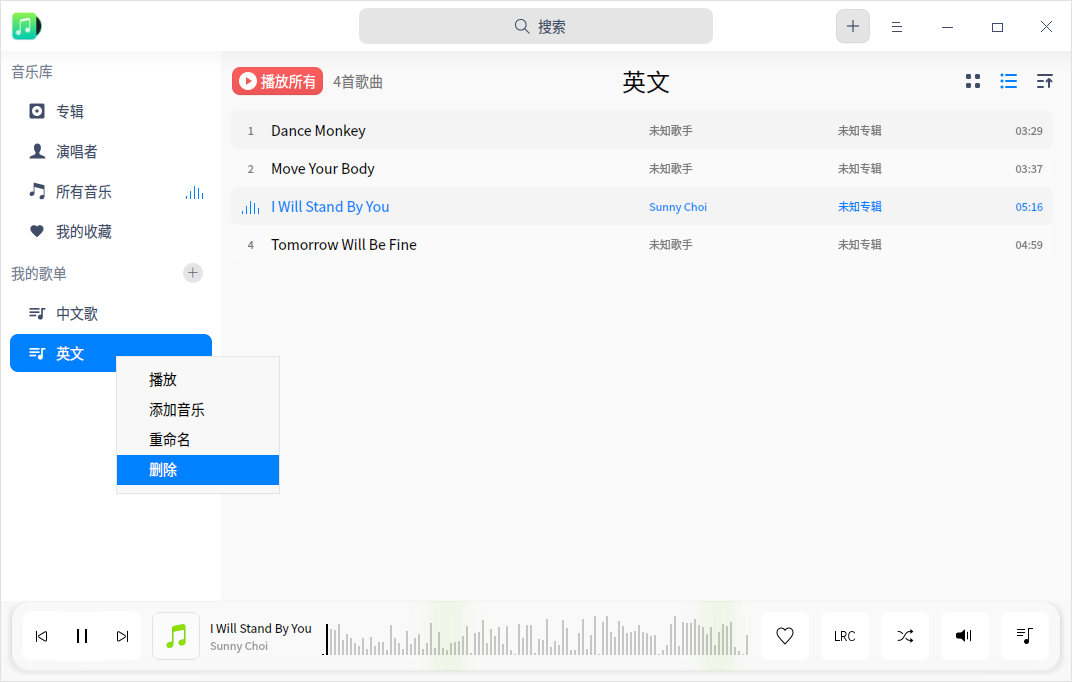 搜索
音乐库
专辑
演唱者
所有音乐
我的收藏
我的歌单
中文歌
英文
播放
添加音乐
重命名
删除
播放所有 4首歌曲 英文
1 Dance Monkey 未知歌手 未知专辑 03:29
2 Move Your Body 未知歌手 未知专辑 03:37
I Will Stand By You Sunny Choi 未知专辑 05:16
4 Tomorrow Will Be Fine 未知歌手 未知专辑 04:59
I Will Stand By You
Sunny Choi
LRC